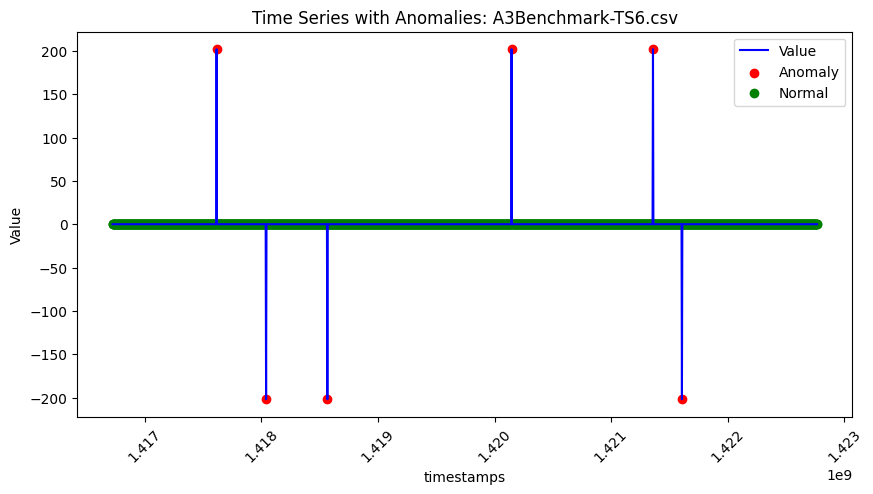 Time Series with Anomalies: A3Benchmark-TS6.csv
Value
Anomaly
Normal
200
150
100
50
0
−50
−100
−150
−200
Value
1.417
1.418
1.419
1.420
1.421
1.422
1.423
1e9
timestamps